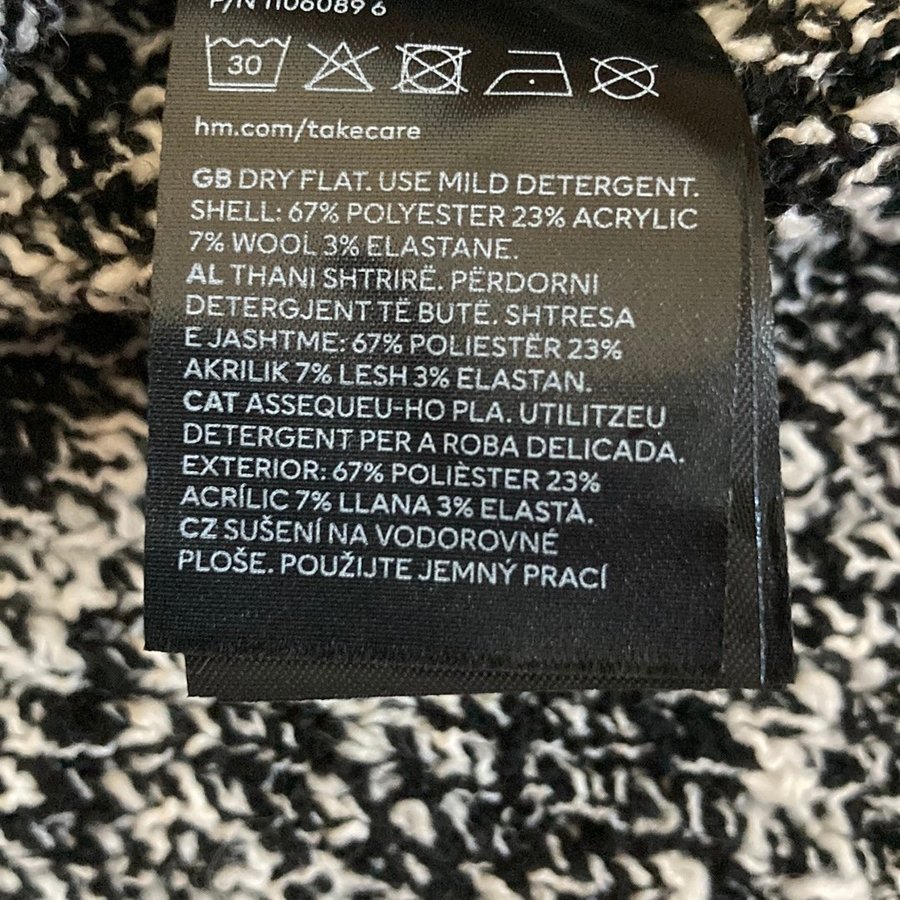 P/N 1106089 6
30
hm.com/takecare
GB DRY FLAT. USE MILD DETERGENT.
SHELL: 67% POLYESTER 23% ACRYLIC
7% WOOL 3% ELASTANE.
AL THANI SHTRIRË. PËRDORNI
DETERGJENT TË BUTË. SHTRESA
E JASHTME: 67% POLIESTËR 23%
AKRILIK 7% LESH 3% ELASTAN.
CAT ASSEQUEU-HO PLA. UTILITZEU
DETERGENT PER A ROBA DELICADA.
EXTERIOR: 67% POLIÈSTER 23%
ACRÍLIC 7% LLANA 3% ELASTÀ.
CZ SUŠENÍ NA VODOROVNÉ
PLOŠE. POUŽIJTE JEMNÝ PRACÍ